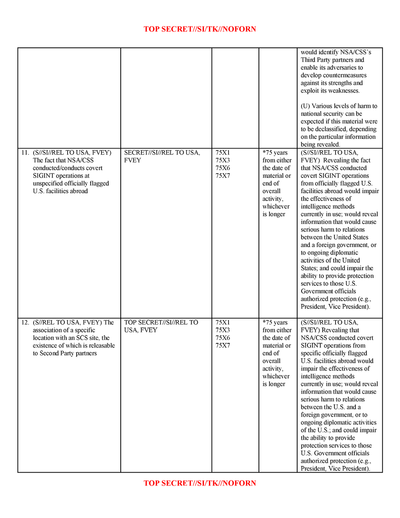 TOP SECRET//SI/TK//NOFORN
would identify NSA/CSS's
Third Party partners and
enable its adversaries to
develop countermeasures
against its strengths and
exploit its weaknesses.
(U) Various levels of harm to
national security can be
expected if this material were
to be declassified, depending
on the particular information
being revealed.
11. (S//SI//REL TO USA, FVEY)
The fact that NSA/CSS
conducted/conducts covert
SIGINT operations at
unspecified officially flagged
U.S. facilities abroad
SECRET//SI//REL TO USA,
FVEY
75X1
75X3
75X6
75X7
*75 years
from either
the date of
material or
end of
overall
activity,
whichever
is longer
(S//SI//REL TO USA,
FVEY) Revealing the fact
that NSA/CSS conducted
covert SIGINT operations
from officially flagged U.S.
facilities abroad would impair
the effectiveness of
intelligence methods
currently in use; would reveal
information that would cause
serious harm to relations
between the United States
and a foreign government, or
to ongoing diplomatic
activities of the United
States; and could impair the
ability to provide protection
services to those U.S.
Government officials
authorized protection (e.g.,
President, Vice President).
12. (S//REL TO USA, FVEY) The
association of a specific
location with an SCS site, the
existence of which is releasable
to Second Party partners
TOP SECRET//SI//REL TO
USA, FVEY
75X1
75X3
75X6
75X7
*75 years
from either
the date of
material or
end of
overall
activity,
whichever
is longer
(S//SI//REL TO USA,
FVEY) Revealing that
NSA/CSS conducted covert
SIGINT operations from
specific officially flagged
U.S. facilities abroad would
impair the effectiveness of
intelligence methods
currently in use; would reveal
information that would cause
serious harm to relations
between the U.S. and a
foreign government, or to
ongoing diplomatic activities
of the U.S.; and could impair
the ability to provide
protection services to those
U.S. Government officials
authorized protection (e.g.,
President, Vice President).
TOP SECRET//SI/TK//NOFORN